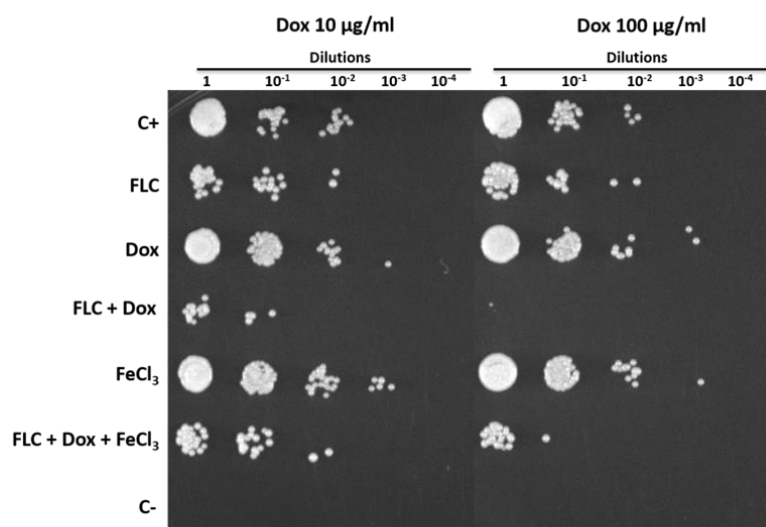 Dox 10 µg/ml Dox 100 µg/ml
Dilutions Dilutions
1 10⁻¹ 10⁻² 10⁻³ 10⁻⁴ 1 10⁻¹ 10⁻² 10⁻³ 10⁻⁴
C+
FLC
Dox
FLC + Dox
FeCl₃
FLC + Dox + FeCl₃
C-